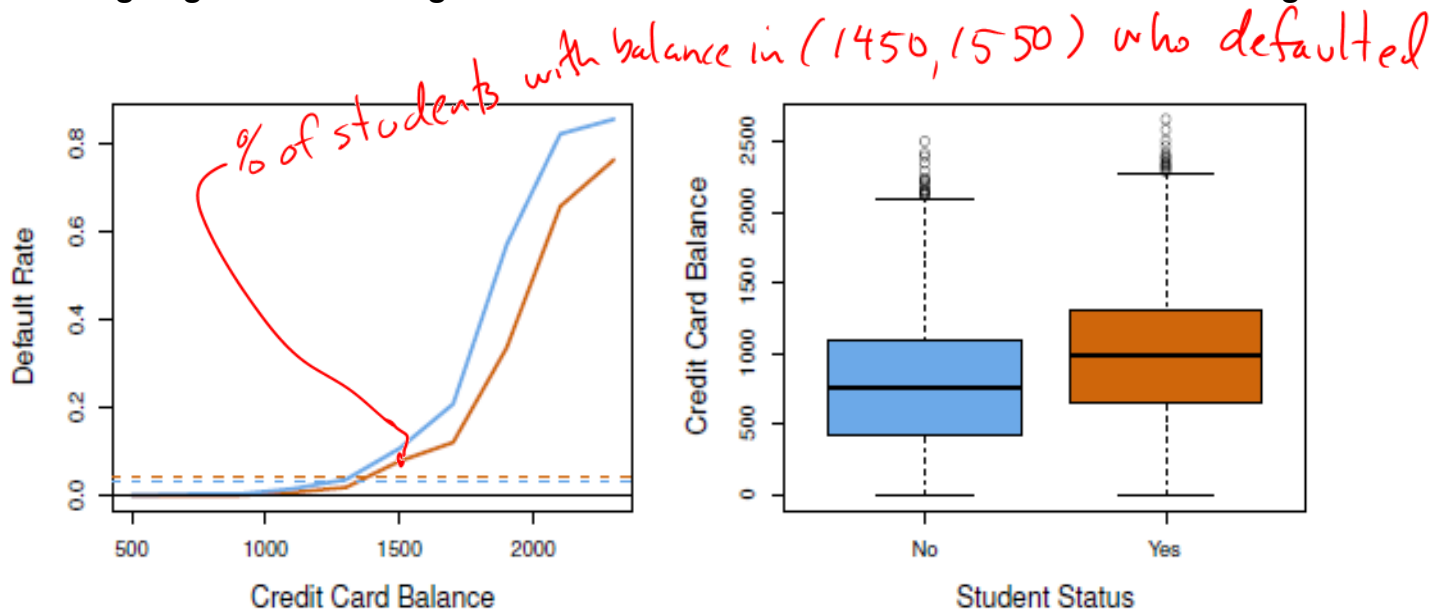 % of students with balance in (1450, 1550) who defaulted
Default Rate
0.8
0.6
0.4
0.2
0.0
500 1000 1500 2000
Credit Card Balance
Credit Card Balance
2500
2000
1500
1000
500
0
No Yes
Student Status